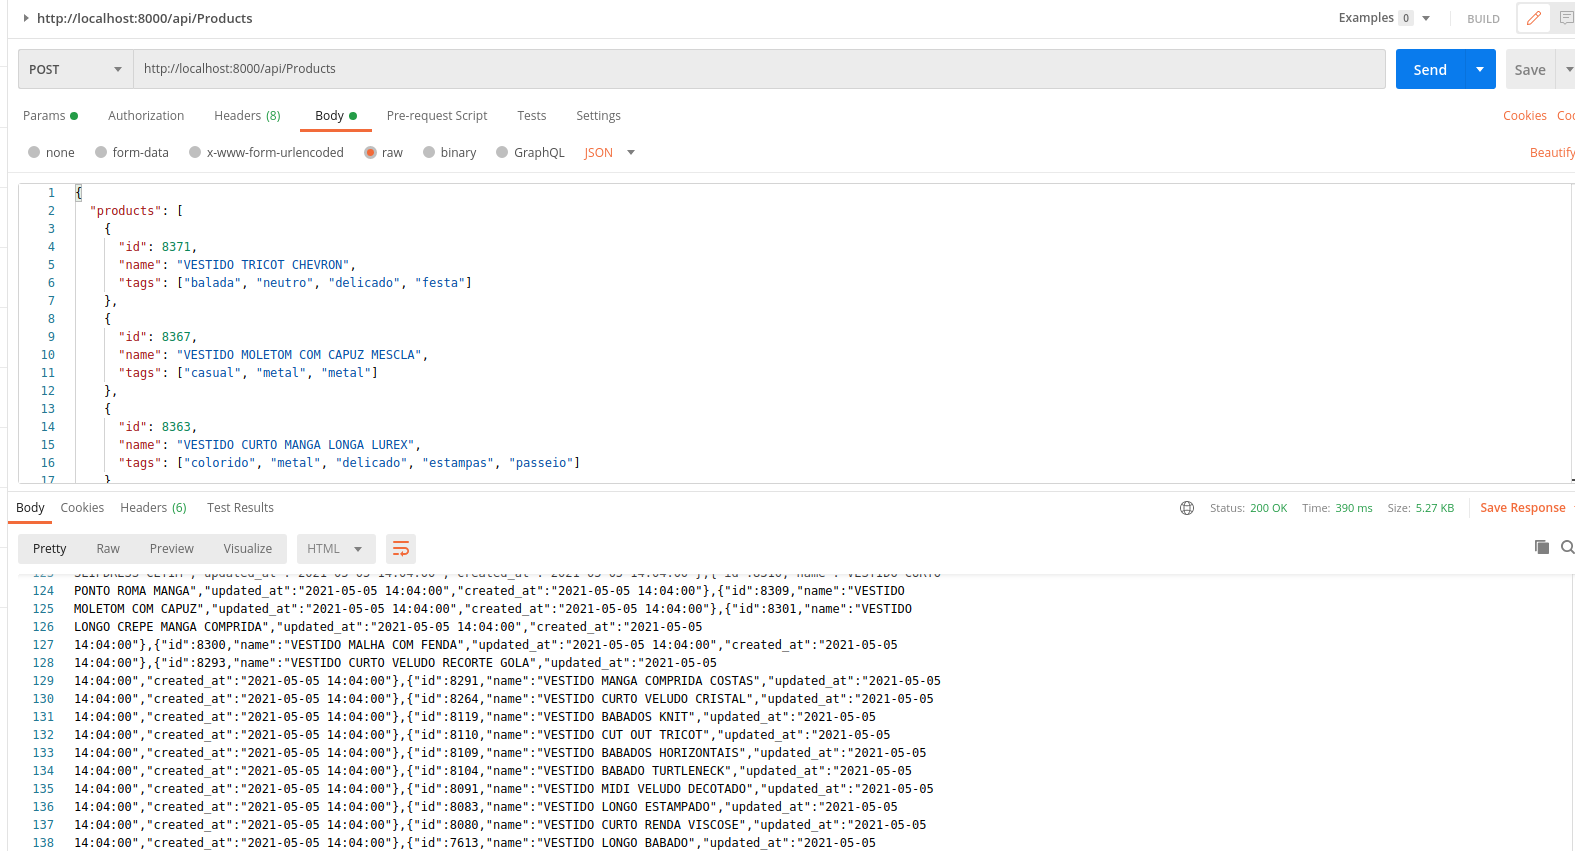 http://localhost:8000/api/Products
Examples 0
BUILD
POST
http://localhost:8000/api/Products
Send
Save
Params
Authorization
Headers (8)
Body
Pre-request Script
Tests
Settings
Cookies
none
form-data
x-www-form-urlencoded
raw
binary
GraphQL
JSON
Beautify
1 {
2 "products": [
3 {
4 "id": 8371,
5 "name": "VESTIDO TRICOT CHEVRON",
6 "tags": ["balada", "neutro", "delicado", "festa"]
7 },
8 {
9 "id": 8367,
10 "name": "VESTIDO MOLETOM COM CAPUZ MESCLA",
11 "tags": ["casual", "metal", "metal"]
12 },
13 {
14 "id": 8363,
15 "name": "VESTIDO CURTO MANGA LONGA LUREX",
16 "tags": ["colorido", "metal", "delicado", "estampas", "passeio"]
17 }
Body
Cookies
Headers (6)
Test Results
Status: 200 OK
Time: 390 ms
Size: 5.27 KB
Save Response
Pretty
Raw
Preview
Visualize
HTML
124 PONTO ROMA MANGA","updated_at":"2021-05-05 14:04:00","created_at":"2021-05-05 14:04:00"},{"id":8309,"name":"VESTIDO
125 MOLETOM COM CAPUZ","updated_at":"2021-05-05 14:04:00","created_at":"2021-05-05 14:04:00"},{"id":8301,"name":"VESTIDO
126 LONGO CREPE MANGA COMPRIDA","updated_at":"2021-05-05 14:04:00","created_at":"2021-05-05
127 14:04:00"},{"id":8300,"name":"VESTIDO MALHA COM FENDA","updated_at":"2021-05-05 14:04:00","created_at":"2021-05-05
128 14:04:00"},{"id":8293,"name":"VESTIDO CURTO VELUDO RECORTE GOLA","updated_at":"2021-05-05
129 14:04:00","created_at":"2021-05-05 14:04:00"},{"id":8291,"name":"VESTIDO MANGA COMPRIDA COSTAS","updated_at":"2021-05-05
130 14:04:00","created_at":"2021-05-05 14:04:00"},{"id":8264,"name":"VESTIDO CURTO VELUDO CRISTAL","updated_at":"2021-05-05
131 14:04:00","created_at":"2021-05-05 14:04:00"},{"id":8119,"name":"VESTIDO BABADOS KNIT","updated_at":"2021-05-05
132 14:04:00","created_at":"2021-05-05 14:04:00"},{"id":8110,"name":"VESTIDO CUT OUT TRICOT","updated_at":"2021-05-05
133 14:04:00","created_at":"2021-05-05 14:04:00"},{"id":8109,"name":"VESTIDO BABADOS HORIZONTAIS","updated_at":"2021-05-05
134 14:04:00","created_at":"2021-05-05 14:04:00"},{"id":8104,"name":"VESTIDO BABADO TURTLENECK","updated_at":"2021-05-05
135 14:04:00","created_at":"2021-05-05 14:04:00"},{"id":8091,"name":"VESTIDO MIDI VELUDO DECOTADO","updated_at":"2021-05-05
136 14:04:00","created_at":"2021-05-05 14:04:00"},{"id":8083,"name":"VESTIDO LONGO ESTAMPADO","updated_at":"2021-05-05
137 14:04:00","created_at":"2021-05-05 14:04:00"},{"id":8080,"name":"VESTIDO CURTO RENDA VISCOSE","updated_at":"2021-05-05
138 14:04:00","created_at":"2021-05-05 14:04:00"},{"id":7613,"name":"VESTIDO LONGO BABADO","updated_at":"2021-05-05